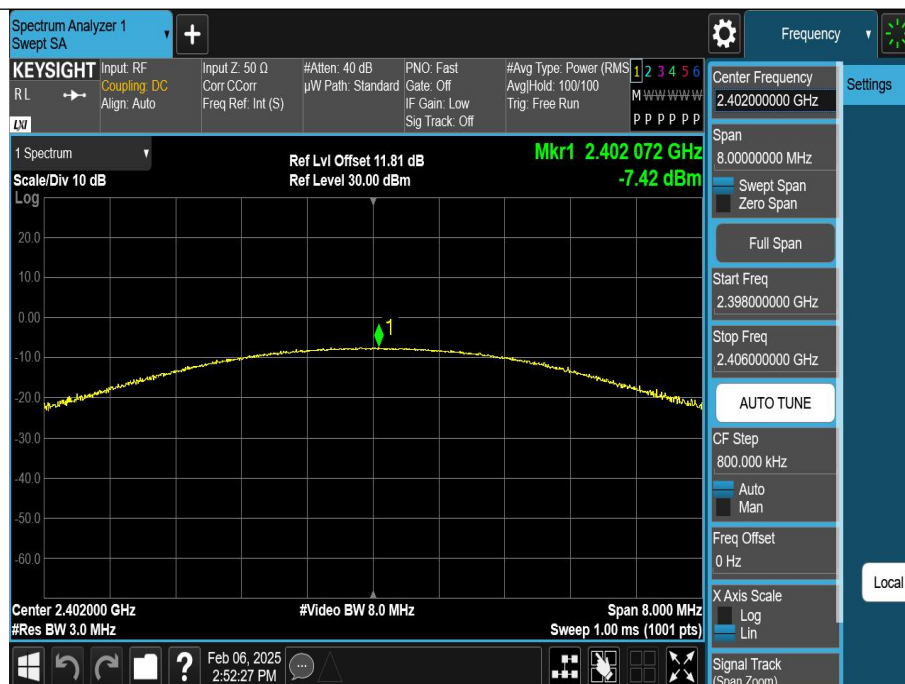 Spectrum Analyzer 1
Swept SA
+
Frequency
KEYSIGHT
RL
LXI
Input: RF
Coupling: DC
Align: Auto
Input Z: 50 Ω
Corr CCorr
Freq Ref: Int (S)
#Atten: 40 dB
µW Path: Standard
PNO: Fast
Gate: Off
IF Gain: Low
Sig Track: Off
#Avg Type: Power (RMS
Avg|Hold: 100/100
Trig: Free Run
1 2 3 4 5 6
M W W W W W
P P P P P P
1 Spectrum
Scale/Div 10 dB
Log
Ref Lvl Offset 11.81 dB
Ref Level 30.00 dBm
Mkr1 2.402 072 GHz
-7.42 dBm
20.0
10.0
0.00
-10.0
-20.0
-30.0
-40.0
-50.0
-60.0
1
Center 2.402000 GHz
#Res BW 3.0 MHz
#Video BW 8.0 MHz
Span 8.000 MHz
Sweep 1.00 ms (1001 pts)
Center Frequency
2.402000000 GHz
Span
8.00000000 MHz
Swept Span
Zero Span
Full Span
Start Freq
2.398000000 GHz
Stop Freq
2.406000000 GHz
AUTO TUNE
CF Step
800.000 kHz
Auto
Man
Freq Offset
0 Hz
X Axis Scale
Log
Lin
Signal Track
(Span Zoom)
Settings
Local
?
Feb 06, 2025
2:52:27 PM